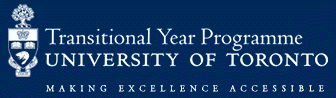 Transitional Year Programme
UNIVERSITY OF TORONTO
MAKING EXCELLENCE ACCESSIBLE